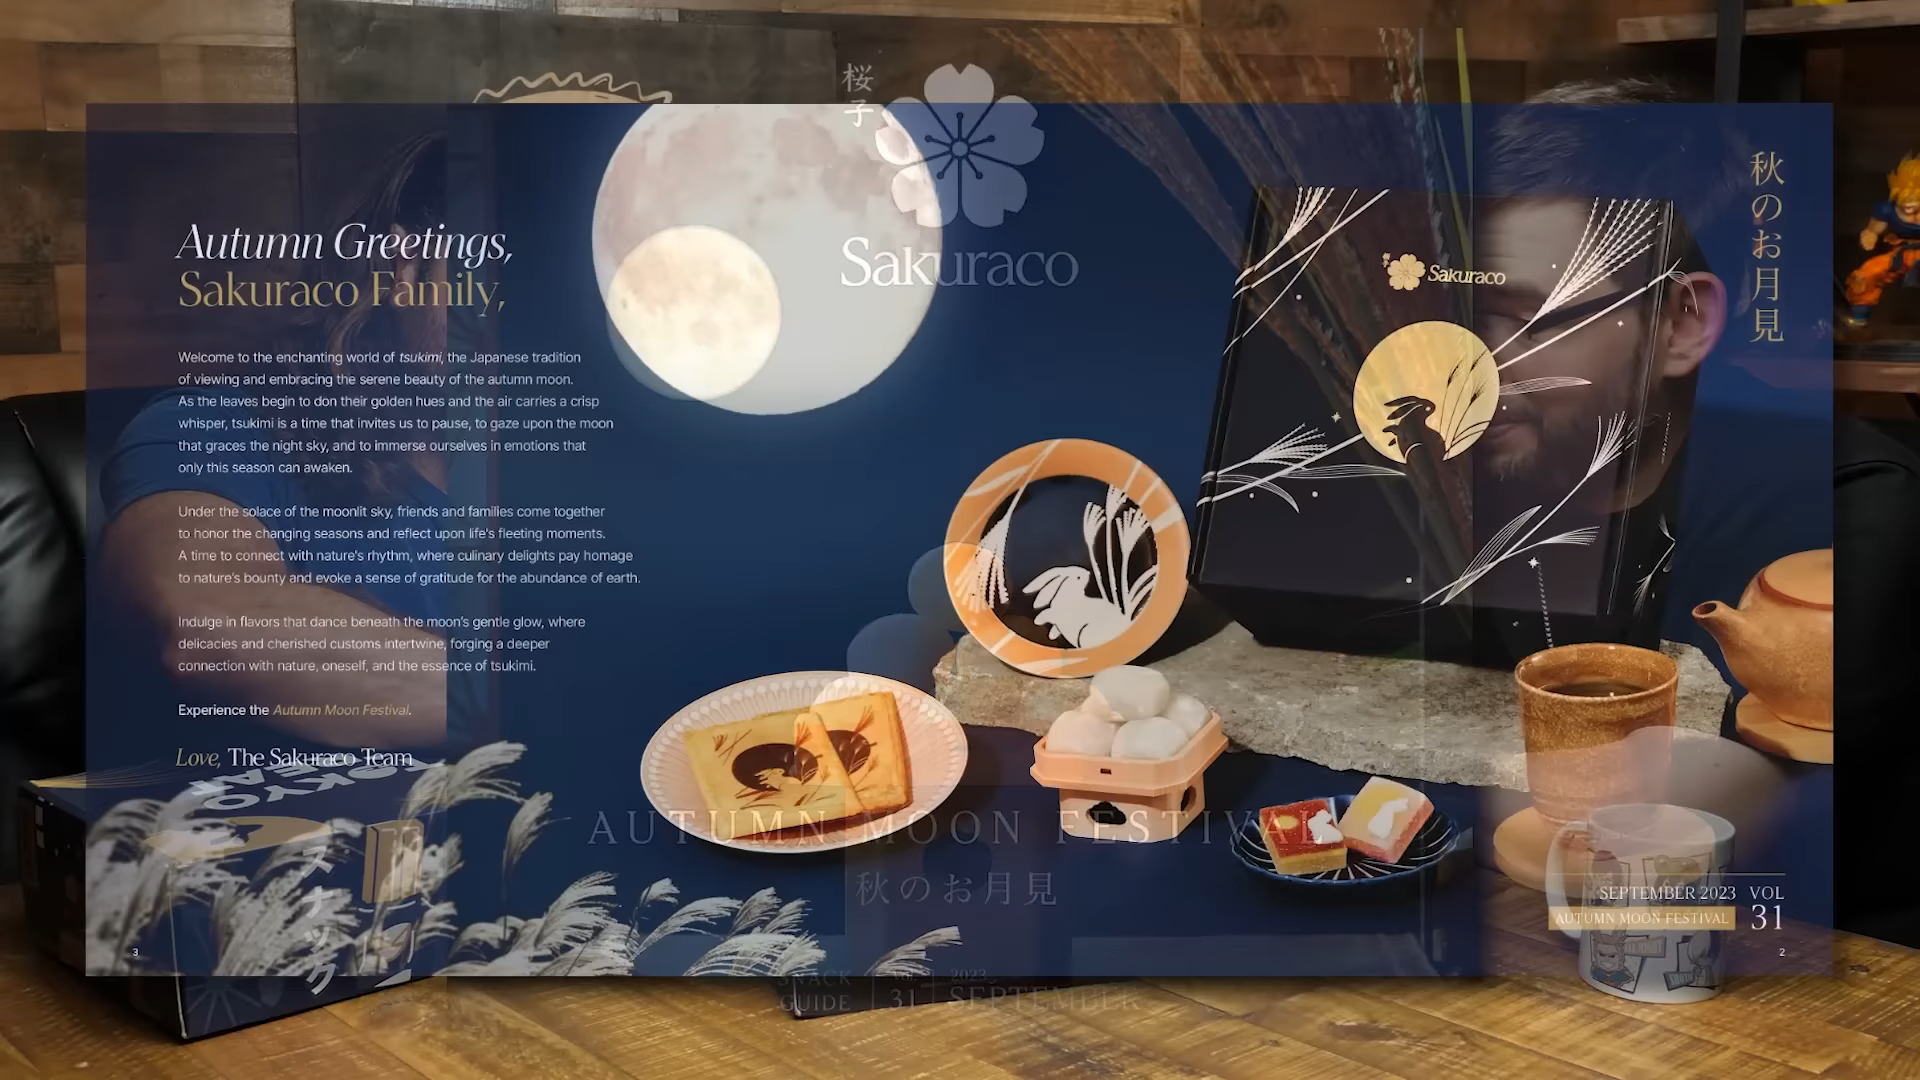 桜子
Sakuraco
Autumn Greetings,
Sakuraco Family,
Welcome to the enchanting world of tsukimi, the Japanese tradition
of viewing and embracing the serene beauty of the autumn moon.
As the leaves begin to don their golden hues and the air carries a crisp
whisper, tsukimi is a time that invites us to pause, to gaze upon the moon
that graces the night sky, and to immerse ourselves in emotions that
only this season can awaken.
Under the solace of the moonlit sky, friends and families come together
to honor the changing seasons and reflect upon life's fleeting moments.
A time to connect with nature's rhythm, where culinary delights pay homage
to nature's bounty and evoke a sense of gratitude for the abundance of earth.
Indulge in flavors that dance beneath the moon's gentle glow, where
delicacies and cherished customs intertwine, forging a deeper
connection with nature, oneself, and the essence of tsukimi.
Experience the Autumn Moon Festival.
Love, The Sakuraco Team
3
Sakuraco
秋のお月見
AUTUMN MOON FESTIVAL
秋のお月見
SNACK
GUIDE
31
2023
SEPTEMBER
TOKYO
TREAT
スナック
SEPTEMBER 2023
AUTUMN MOON FESTIVAL
VOL
31
2